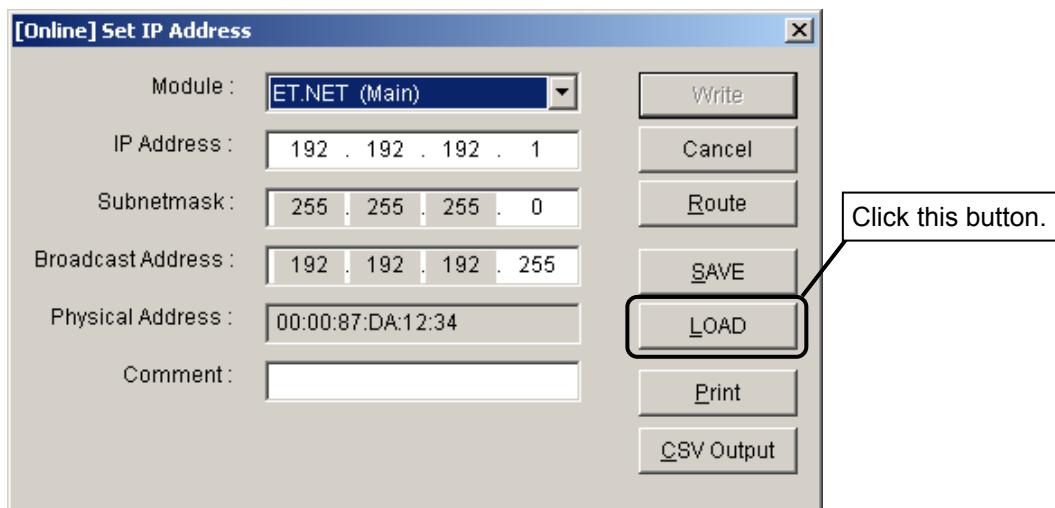 [Online] Set IP Address
Module :
ET.NET (Main)
Write
IP Address :
192 . 192 . 192 . 1
Cancel
Subnetmask :
255 . 255 . 255 . 0
Route
Click this button.
Broadcast Address :
192 . 192 . 192 . 255
SAVE
Physical Address :
00:00:87:DA:12:34
LOAD
Comment :
Print
CSV Output